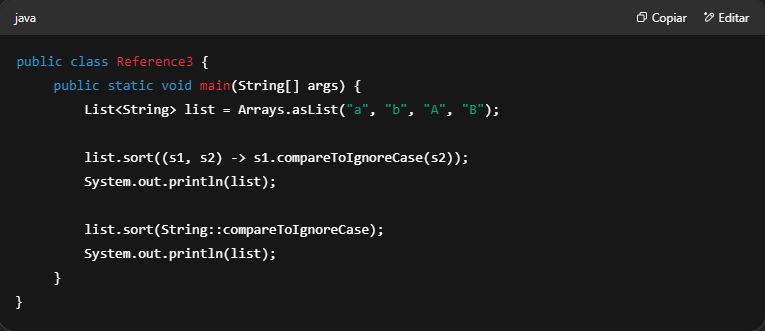 java Copiar Editar
public class Reference3 {
    public static void main(String[] args) {
        List<String> list = Arrays.asList("a", "b", "A", "B");
        list.sort((s1, s2) -> s1.compareToIgnoreCase(s2));
        System.out.println(list);
        list.sort(String::compareToIgnoreCase);
        System.out.println(list);
    }
}